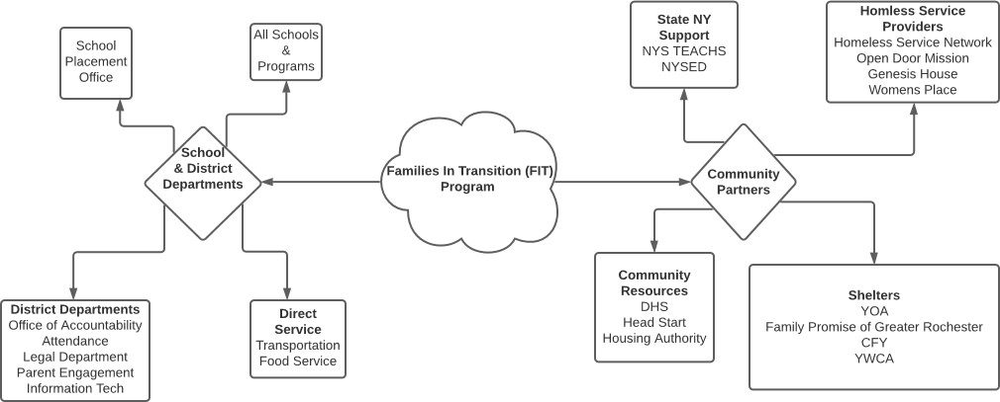 School
Placement
Office
All Schools
&
Programs
State NY
Support
NYS TEACHS
NYSED
Homless Service
Providers
Homeless Service Network
Open Door Mission
Genesis House
Womens Place
School
& District
Departments
Families In Transition (FIT)
Program
Community
Partners
District Departments
Office of Accountability
Attendance
Legal Department
Parent Engagement
Information Tech
Direct
Service
Transportation
Food Service
Community
Resources
DHS
Head Start
Housing Authority
Shelters
YOA
Family Promise of Greater Rochester
CFY
YWCA